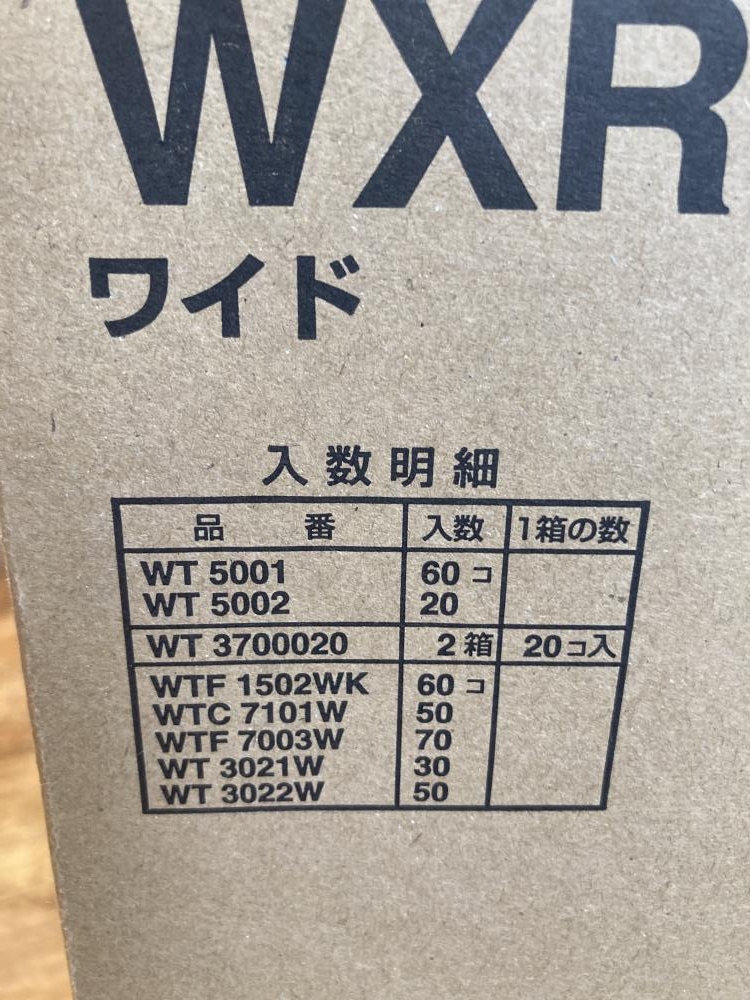 WXR
ワイド
入数明細
品番 入数 1箱の数
WT 5001 60コ
WT 5002 20
WT 3700020 2箱 20コ入
WTF 1502WK 60コ
WTC 7101W 50
WTF 7003W 70
WT 3021W 30
WT 3022W 50